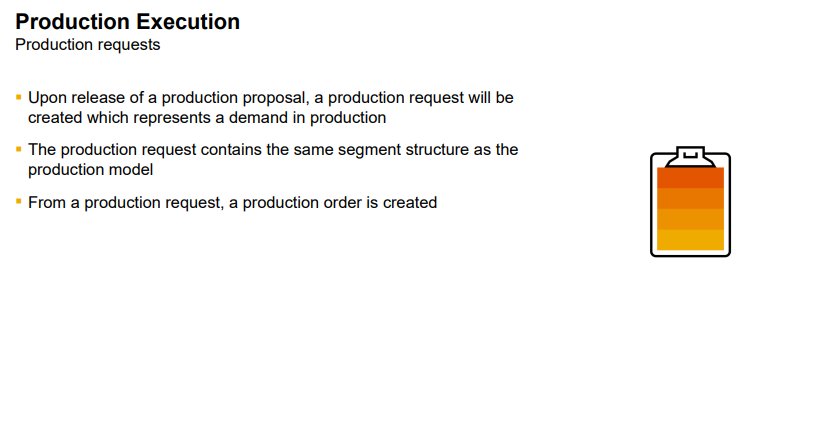 Production Execution
Production requests
▪ Upon release of a production proposal, a production request will be
created which represents a demand in production
▪ The production request contains the same segment structure as the
production model
▪ From a production request, a production order is created